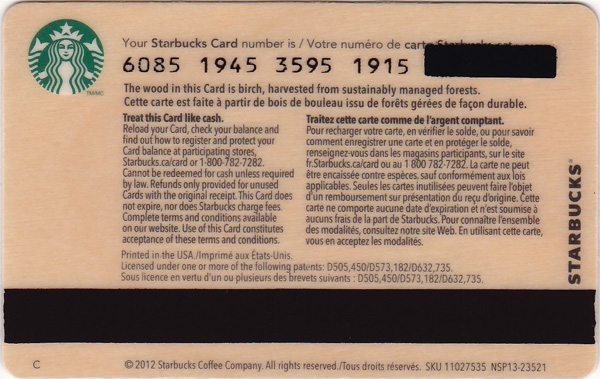 Your Starbucks Card number is / Votre numéro de carte Starbucks est
6085 1945 3595 1915
TM/MC
The wood in this Card is birch, harvested from sustainably managed forests.
Cette carte est faite à partir de bois de bouleau issu de forêts gérées de façon durable.
Treat this Card like cash.
Reload your Card, check your balance and
find out how to register and protect your
Card balance at participating stores,
Starbucks.ca/card or 1-800-782-7282.
Cannot be redeemed for cash unless required
by law. Refunds only provided for unused
Cards with the original receipt. This Card does
not expire, nor does Starbucks charge fees.
Complete terms and conditions available
on our website. Use of this Card constitutes
acceptance of these terms and conditions.
Traitez cette carte comme de l'argent comptant.
Pour recharger votre carte, en vérifier le solde, ou pour savoir
comment enregistrer une carte et en protéger le solde,
renseignez-vous dans les magasins participants, sur le site
fr.Starbucks.ca/card ou au 1 800 782-7282. La carte ne peut
être encaissée contre espèces, sauf conformément aux lois
applicables. Seules les cartes inutilisées peuvent faire l'objet
d'un remboursement sur présentation du reçu d'origine. Cette
carte ne comporte aucune date d'expiration et n'est soumise à
aucuns frais de la part de Starbucks. Pour connaître l'ensemble
des modalités, consultez notre site Web. En utilisant cette carte,
vous en acceptez les modalités.
STARBUCKS®
Printed in the USA./Imprimé aux États-Unis.
Licensed under one or more of the following patents: D505,450/D573,182/D632,735.
Sous licence en vertu d'un ou plusieurs des brevets suivants : D505,450/D573,182/D632,735.
C
© 2012 Starbucks Coffee Company. All rights reserved./Tous droits réservés. SKU 11027535 NSP13-23521